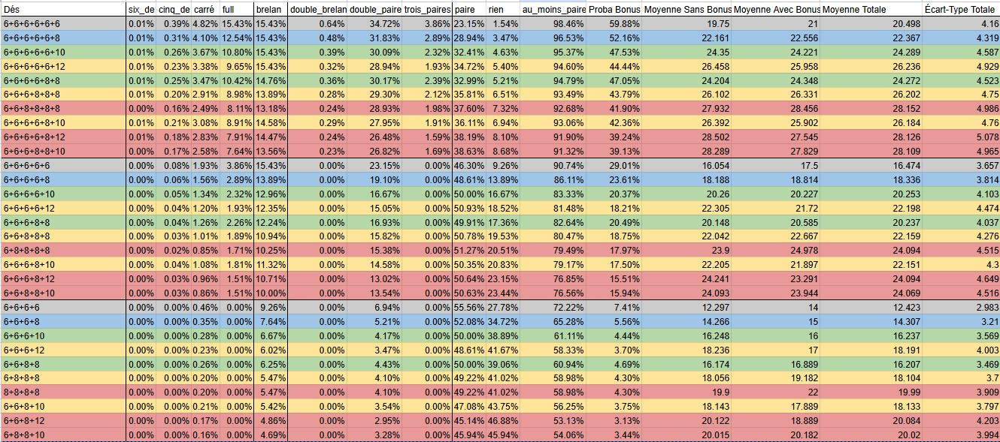 Dés six_de cinq_de carré full brelan double_brelan double_paire trois_paires paire rien au_moins_paire Proba Bonus Moyenne Sans Bonus Moyenne Avec Bonus Moyenne Totale Écart-Type Totale
6+6+6+6+6+6 0.01% 0.39% 4.82% 15.43% 15.43% 0.64% 34.72% 3.86% 23.15% 1.54% 98.46% 59.88% 19.75 21 20.498 4.16
6+6+6+6+6+8 0.01% 0.31% 4.10% 12.54% 15.43% 0.48% 31.83% 2.89% 28.94% 3.47% 96.53% 52.16% 22.161 22.556 22.367 4.319
6+6+6+6+6+10 0.01% 0.26% 3.67% 10.80% 15.43% 0.39% 30.09% 2.32% 32.41% 4.63% 95.37% 47.53% 24.35 24.221 24.289 4.587
6+6+6+6+6+12 0.01% 0.23% 3.38% 9.65% 15.43% 0.32% 28.94% 1.93% 34.72% 5.40% 94.60% 44.44% 26.458 25.958 26.236 4.929
6+6+6+6+8+8 0.01% 0.25% 3.47% 10.42% 14.76% 0.36% 30.17% 2.39% 32.99% 5.21% 94.79% 47.05% 24.204 24.348 24.272 4.523
6+6+6+8+8+8 0.01% 0.20% 2.91% 8.98% 13.89% 0.28% 29.30% 2.12% 35.81% 6.51% 93.49% 43.79% 26.102 26.331 26.202 4.75
6+6+8+8+8+8 0.00% 0.16% 2.49% 8.11% 13.18% 0.24% 28.93% 1.98% 37.60% 7.32% 92.68% 41.90% 27.932 28.456 28.152 4.986
6+6+6+6+8+10 0.01% 0.21% 3.08% 8.91% 14.58% 0.29% 27.95% 1.91% 36.11% 6.94% 93.06% 42.36% 26.392 25.902 26.184 4.76
6+6+6+6+8+12 0.01% 0.18% 2.83% 7.91% 14.47% 0.24% 26.48% 1.59% 38.19% 8.10% 91.90% 39.24% 28.502 27.545 28.126 5.078
6+6+6+8+8+10 0.00% 0.17% 2.58% 7.64% 13.56% 0.23% 26.82% 1.69% 38.63% 8.68% 91.32% 39.13% 28.289 27.829 28.109 4.965
6+6+6+6+6 0.00% 0.08% 1.93% 3.86% 15.43% 0.00% 23.15% 0.00% 46.30% 9.26% 90.74% 29.01% 16.054 17.5 16.474 3.657
6+6+6+6+8 0.00% 0.06% 1.56% 2.89% 13.89% 0.00% 19.10% 0.00% 48.61% 13.89% 86.11% 23.61% 18.188 18.814 18.336 3.814
6+6+6+6+10 0.00% 0.05% 1.34% 2.32% 12.96% 0.00% 16.67% 0.00% 50.00% 16.67% 83.33% 20.37% 20.26 20.227 20.253 4.103
6+6+6+6+12 0.00% 0.04% 1.20% 1.93% 12.35% 0.00% 15.05% 0.00% 50.93% 18.52% 81.48% 18.21% 22.305 21.72 22.198 4.474
6+6+6+8+8 0.00% 0.04% 1.26% 2.26% 12.24% 0.00% 16.93% 0.00% 49.91% 17.36% 82.64% 20.49% 20.148 20.585 20.237 4.037
6+6+8+8+8 0.00% 0.03% 1.01% 1.89% 10.94% 0.00% 15.82% 0.00% 50.78% 19.53% 80.47% 18.75% 22.042 22.667 22.159 4.276
6+8+8+8+8 0.00% 0.02% 0.85% 1.71% 10.25% 0.00% 15.38% 0.00% 51.27% 20.51% 79.49% 17.97% 23.9 24.978 24.094 4.515
6+6+6+8+10 0.00% 0.04% 1.08% 1.81% 11.32% 0.00% 14.58% 0.00% 50.35% 20.83% 79.17% 17.50% 22.205 21.897 22.151 4.3
6+6+6+8+12 0.00% 0.03% 0.96% 1.51% 10.71% 0.00% 13.02% 0.00% 50.64% 23.15% 76.85% 15.51% 24.241 23.291 24.094 4.649
6+6+8+8+10 0.00% 0.03% 0.86% 1.51% 10.00% 0.00% 13.54% 0.00% 50.63% 23.44% 76.56% 15.94% 24.093 23.944 24.069 4.516
6+6+6+6 0.00% 0.00% 0.46% 0.00% 9.26% 0.00% 6.94% 0.00% 55.56% 27.78% 72.22% 7.41% 12.297 14 12.423 2.983
6+6+6+8 0.00% 0.00% 0.35% 0.00% 7.64% 0.00% 5.21% 0.00% 52.08% 34.72% 65.28% 5.56% 14.266 15 14.307 3.21
6+6+6+10 0.00% 0.00% 0.28% 0.00% 6.67% 0.00% 4.17% 0.00% 50.00% 38.89% 61.11% 4.44% 16.248 16 16.237 3.569
6+6+6+12 0.00% 0.00% 0.23% 0.00% 6.02% 0.00% 3.47% 0.00% 48.61% 41.67% 58.33% 3.70% 18.236 17 18.191 4.003
6+6+8+8 0.00% 0.00% 0.26% 0.00% 6.25% 0.00% 4.43% 0.00% 50.00% 39.06% 60.94% 4.69% 16.174 16.889 16.207 3.469
6+8+8+8 0.00% 0.00% 0.20% 0.00% 5.47% 0.00% 4.10% 0.00% 49.22% 41.02% 58.98% 4.30% 18.056 19.182 18.104 3.7
8+8+8+8 0.00% 0.00% 0.20% 0.00% 5.47% 0.00% 4.10% 0.00% 49.22% 41.02% 58.98% 4.30% 19.9 22 19.99 3.909
6+6+8+10 0.00% 0.00% 0.21% 0.00% 5.42% 0.00% 3.54% 0.00% 47.08% 43.75% 56.25% 3.75% 18.143 17.889 18.133 3.797
6+6+8+12 0.00% 0.00% 0.17% 0.00% 4.86% 0.00% 2.95% 0.00% 45.14% 46.88% 53.13% 3.13% 20.122 18.889 20.084 4.203
6+8+8+10 0.00% 0.00% 0.16% 0.00% 4.69% 0.00% 3.28% 0.00% 45.94% 45.94% 54.06% 3.44% 20.015 20.182 20.02 3.994